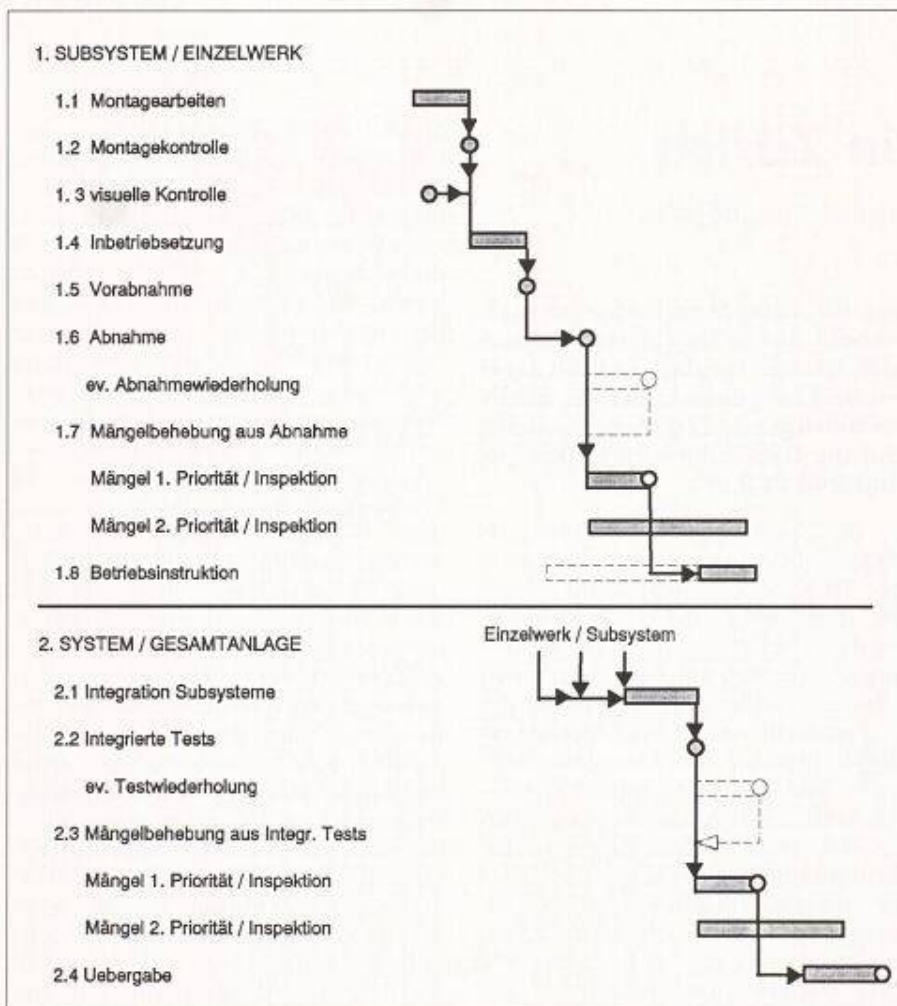 1. SUBSYSTEM / EINZELWERK
1.1 Montagearbeiten
1.2 Montagekontrolle
1. 3 visuelle Kontrolle
1.4 Inbetriebsetzung
1.5 Vorabnahme
1.6 Abnahme
ev. Abnahmewiederholung
1.7 Mängelbehebung aus Abnahme
Mängel 1. Priorität / Inspektion
Mängel 2. Priorität / Inspektion
1.8 Betriebsinstruktion
2. SYSTEM / GESAMTANLAGE
Einzelwerk / Subsystem
2.1 Integration Subsysteme
2.2 Integrierte Tests
ev. Testwiederholung
2.3 Mängelbehebung aus Integr. Tests
Mängel 1. Priorität / Inspektion
Mängel 2. Priorität / Inspektion
2.4 Uebergabe